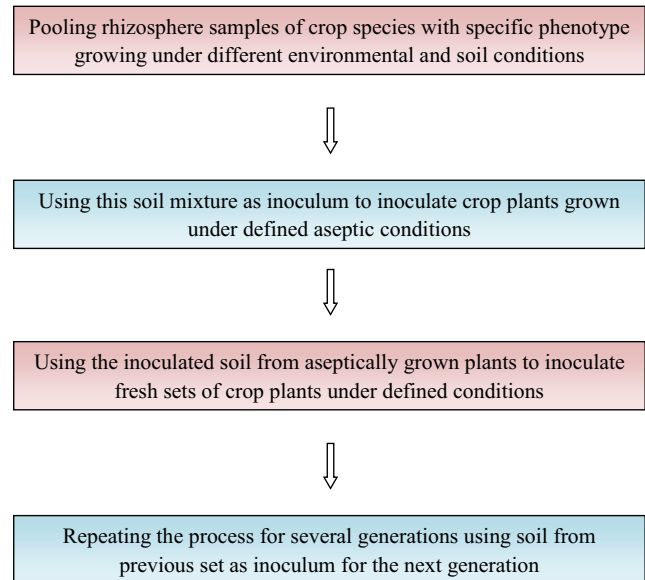 Pooling rhizosphere samples of crop species with specific phenotype
growing under different environmental and soil conditions
Using this soil mixture as inoculum to inoculate crop plants grown
under defined aseptic conditions
Using the inoculated soil from aseptically grown plants to inoculate
fresh sets of crop plants under defined conditions
Repeating the process for several generations using soil from
previous set as inoculum for the next generation